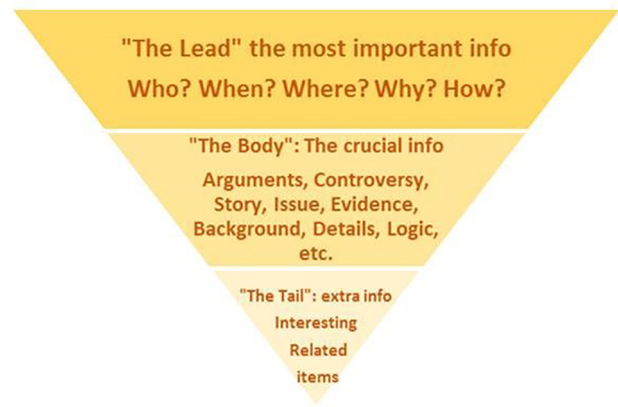 "The Lead" the most important info
Who? When? Where? Why? How?
"The Body": The crucial info
Arguments, Controversy,
Story, Issue, Evidence,
Background, Details, Logic,
etc.
"The Tail": extra info
Interesting
Related
items